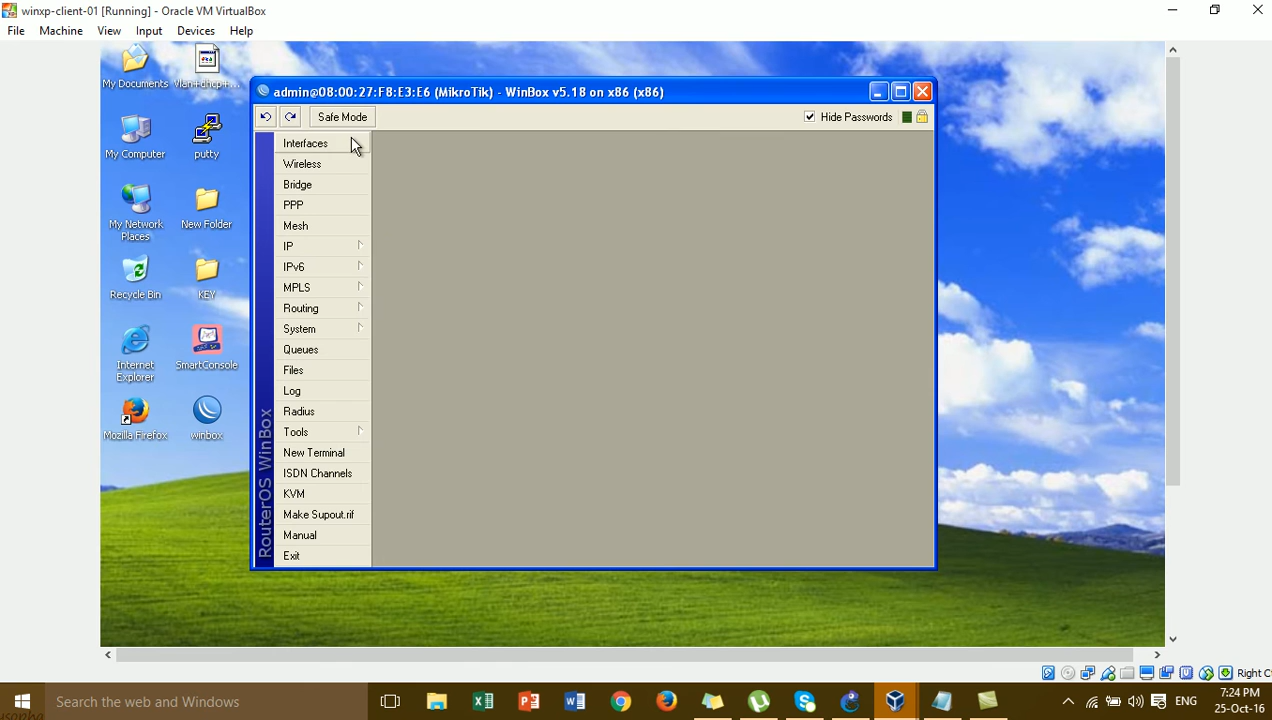 winxp-client-01 [Running] - Oracle VM VirtualBox
File Machine View Input Devices Help
My Documents
Vlan+dhcp+...
My Computer
putty
My Network
Places
New Folder
Recycle Bin
KEY
Internet
Explorer
SmartConsole
Mozilla Firefox
winbox
admin@08:00:27:F8:E3:E6 (MikroTik) - WinBox v5.18 on x86 (x86)
Safe Mode
Hide Passwords
Interfaces
Wireless
Bridge
PPP
Mesh
IP
IPv6
MPLS
Routing
System
Queues
Files
Log
Radius
Tools
New Terminal
ISDN Channels
KVM
Make Supout.rif
Manual
Exit
RouterOS WinBox
Search the web and Windows
ENG
7:24 PM
25-Oct-16